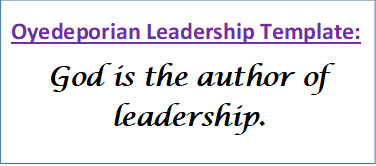 Oyedeporian Leadership Template:
God is the author of
leadership.